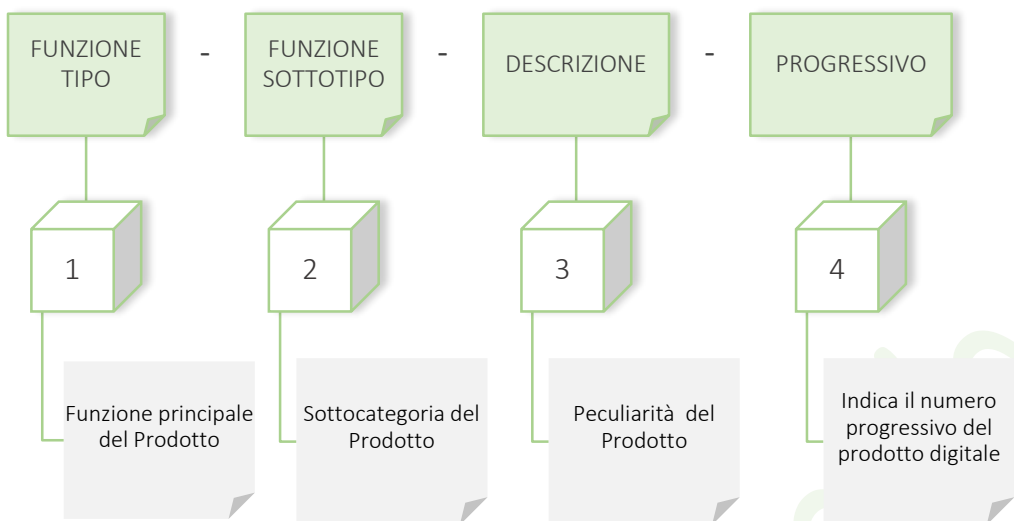 FUNZIONE
TIPO
-
FUNZIONE
SOTTOTIPO
-
DESCRIZIONE
-
PROGRESSIVO
1
2
3
4
Funzione principale
del Prodotto
Sottocategoria del
Prodotto
Peculiarità del
Prodotto
Indica il numero
progressivo del
prodotto digitale